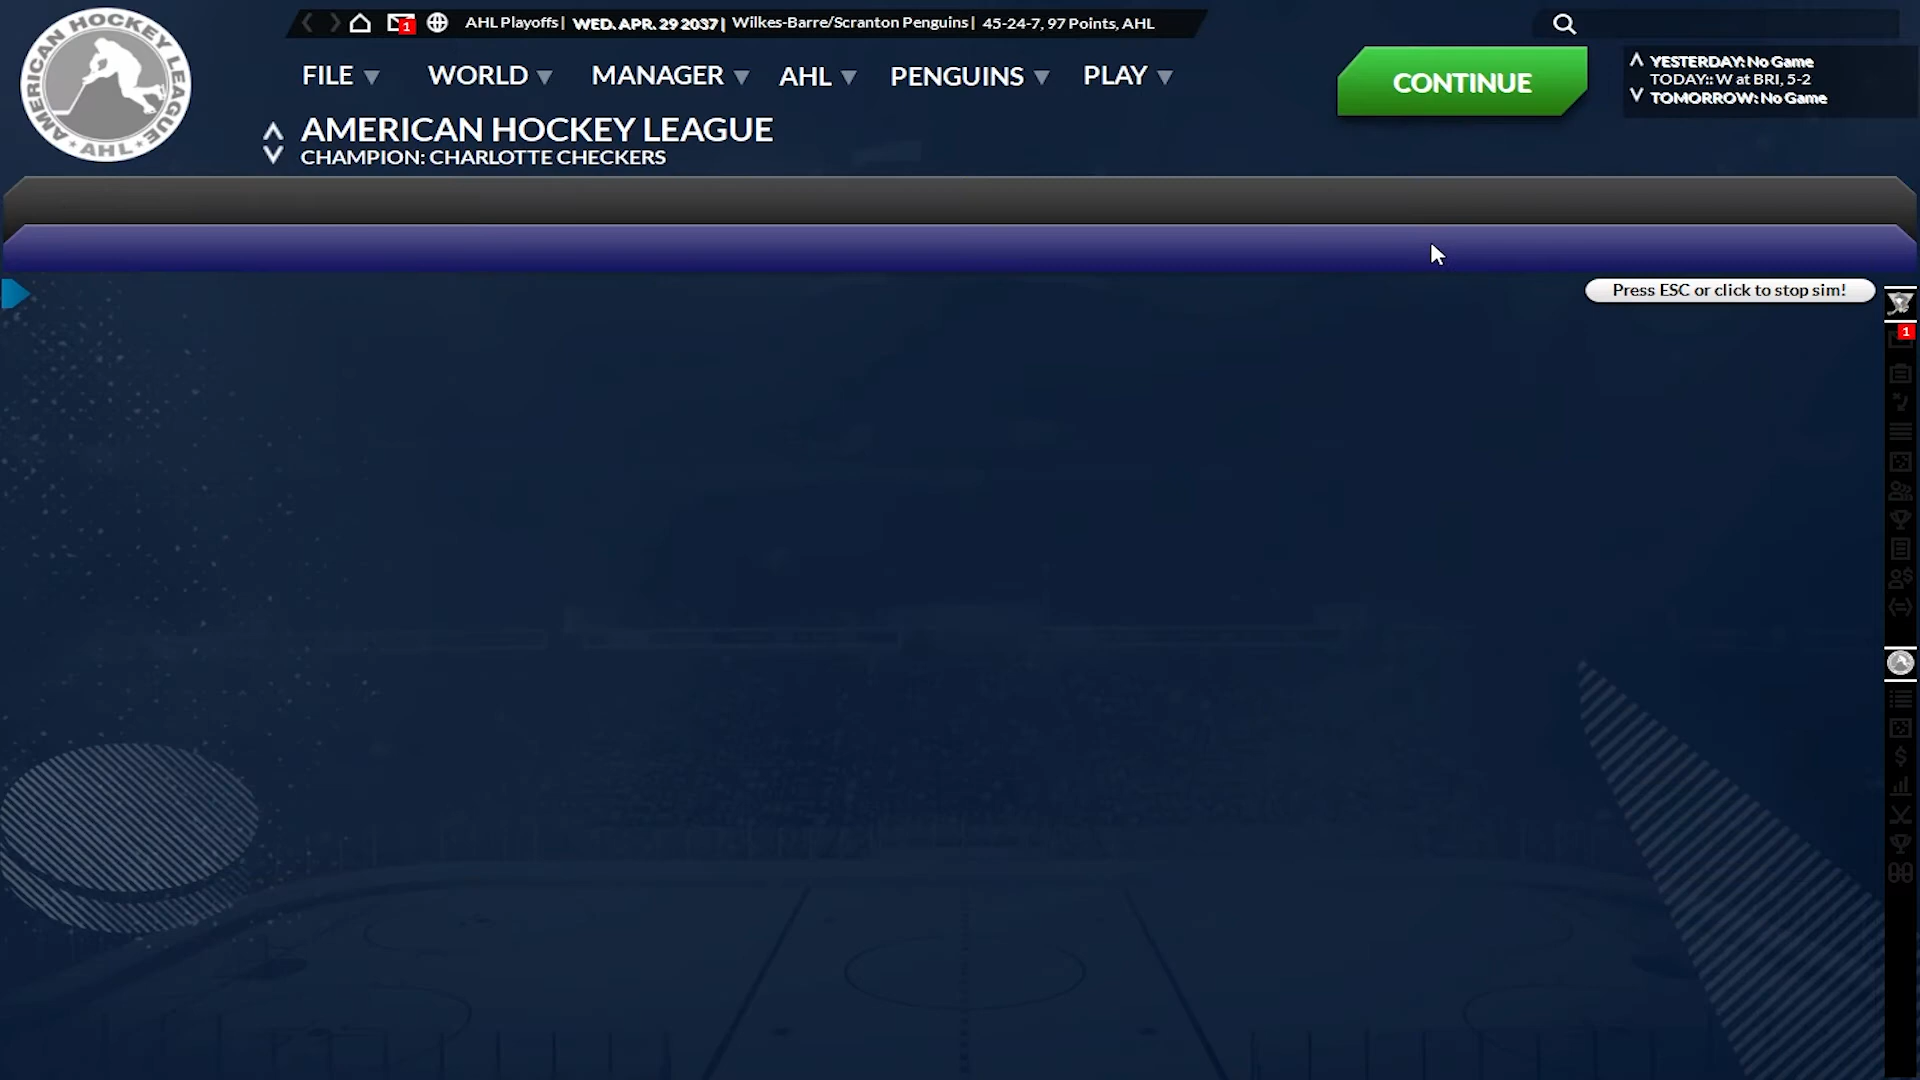 AMERICAN HOCKEY LEAGUE
★ AHL ★
1
AHL Playoffs | WED. APR. 29 2037 | Wilkes-Barre/Scranton Penguins | 45-24-7, 97 Points, AHL
FILE WORLD MANAGER AHL PENGUINS PLAY
CONTINUE
YESTERDAY: No Game
TODAY:: W at BRI, 5-2
TOMORROW: No Game
AMERICAN HOCKEY LEAGUE
CHAMPION: CHARLOTTE CHECKERS
Press ESC or click to stop sim!
1